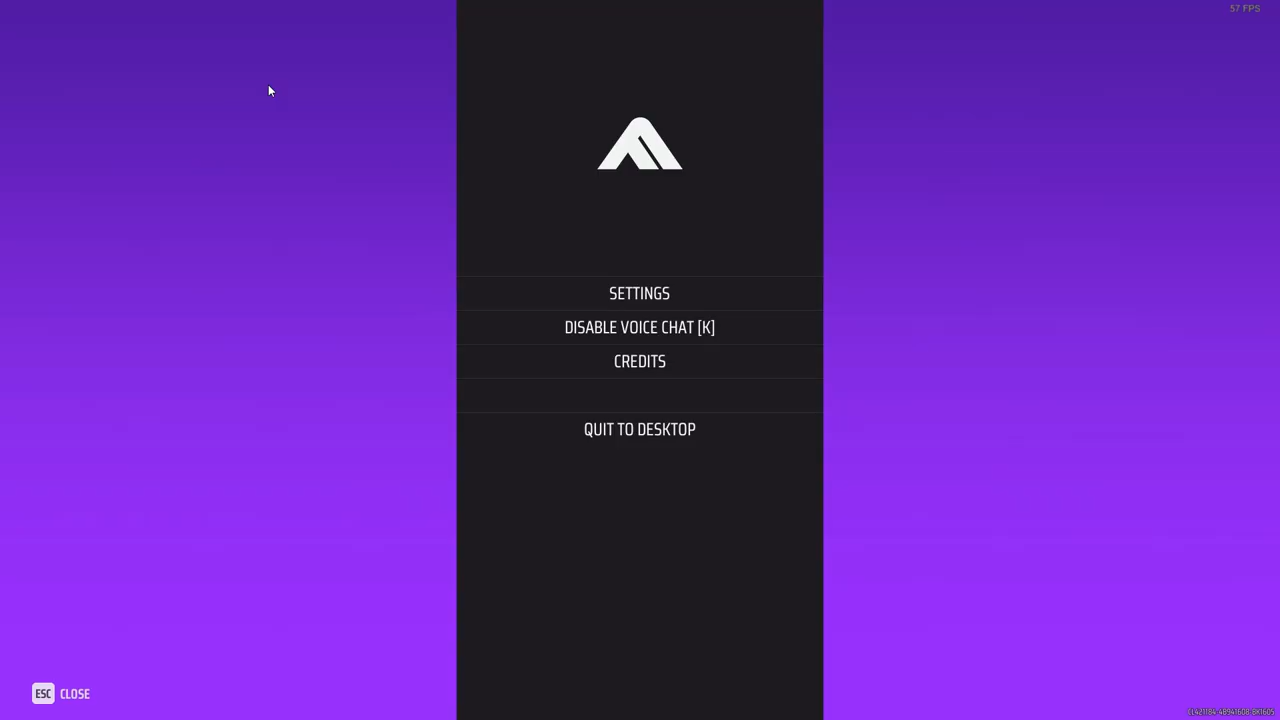 57 FPS
SETTINGS
DISABLE VOICE CHAT [K]
CREDITS
QUIT TO DESKTOP
ESC CLOSE